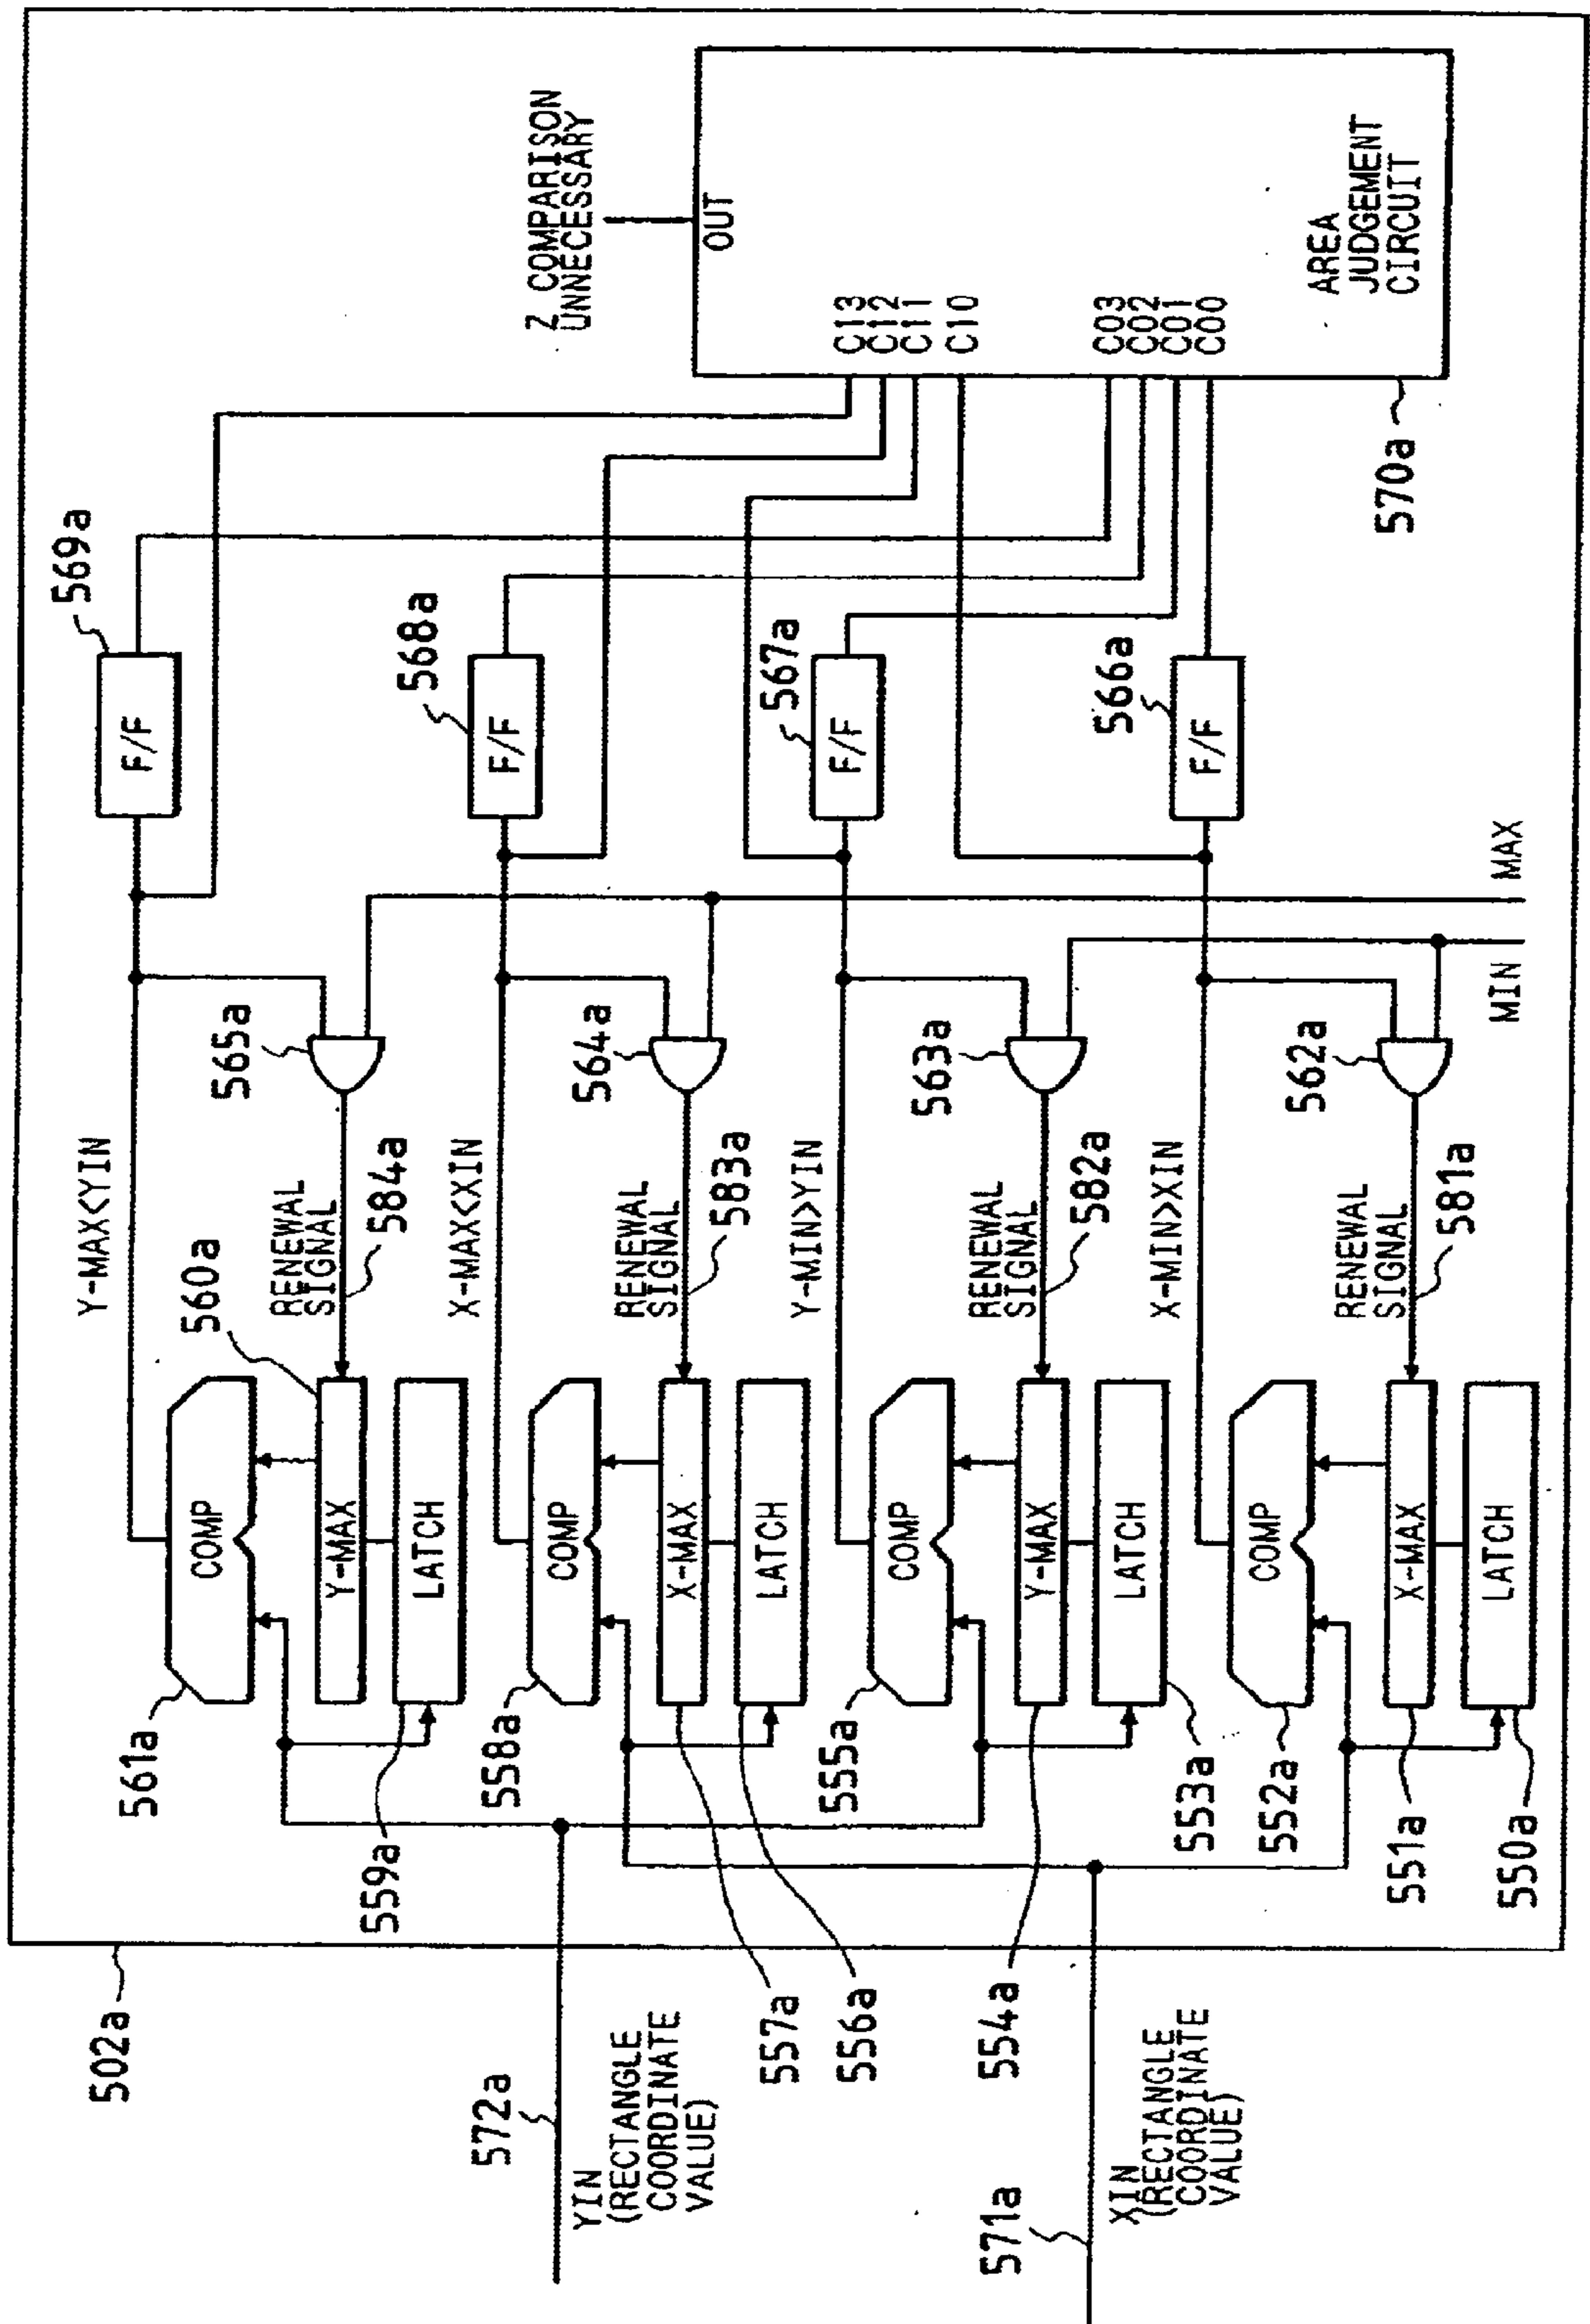 502a
572a
YIN
(RECTANGLE
COORDINATE
VALUE)
571a
XIN
(RECTANGLE
COORDINATE
VALUE)
561a
COMP
560a
Y-MAX
559a
LATCH
Y-MAX<YIN
RENEWAL
SIGNAL
584a
565a
569a
F/F
558a
COMP
557a
X-MAX
556a
LATCH
X-MAX<XIN
RENEWAL
SIGNAL
583a
564a
568a
F/F
555a
COMP
554a
Y-MAX
553a
LATCH
Y-MIN>YIN
RENEWAL
SIGNAL
582a
563a
567a
F/F
552a
COMP
551a
X-MAX
550a
LATCH
X-MIN>XIN
RENEWAL
SIGNAL
581a
562a
566a
F/F
MIN
MAX
Z COMPARISON
UNNECESSARY
OUT
C13
C12
C11
C10
C03
C02
C01
C00
AREA
JUDGEMENT
CIRCUIT
570a